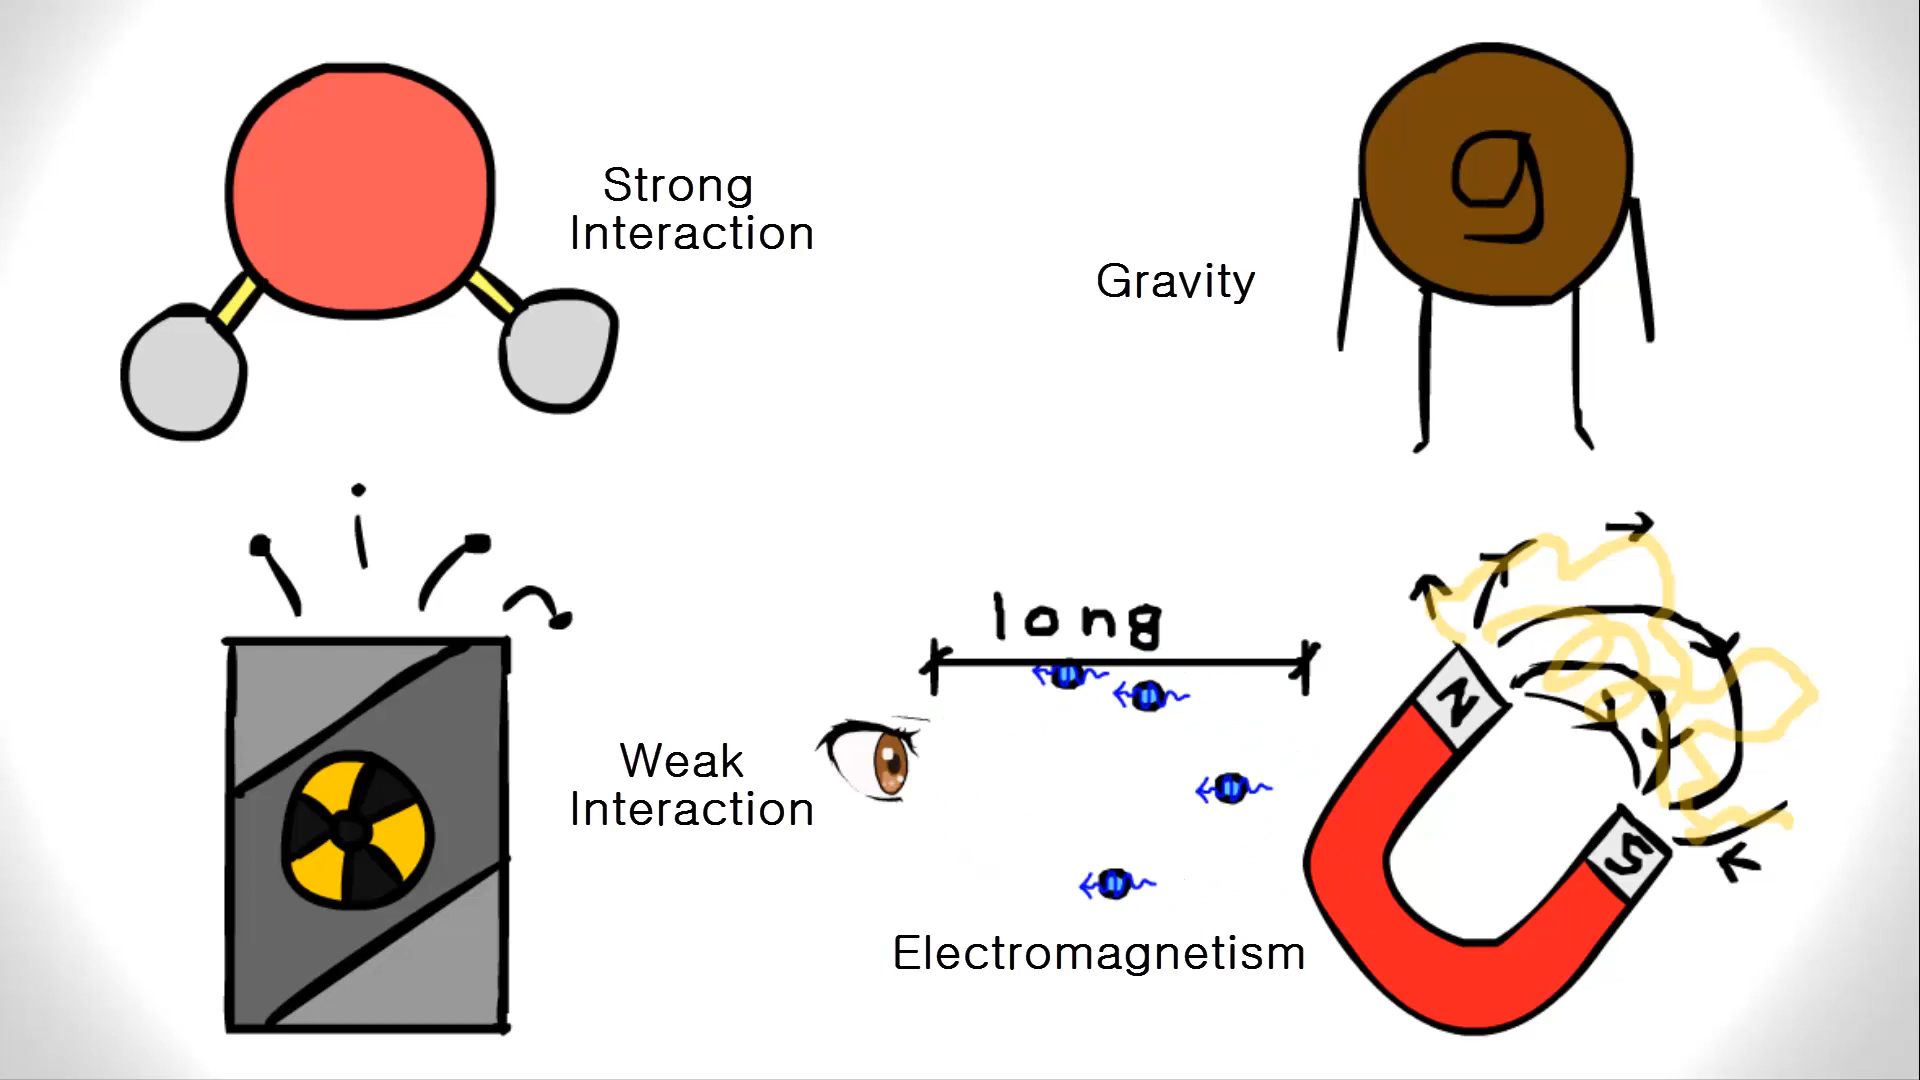 Strong
Interaction
g
Gravity
long
N
Weak
Interaction
S
Electromagnetism